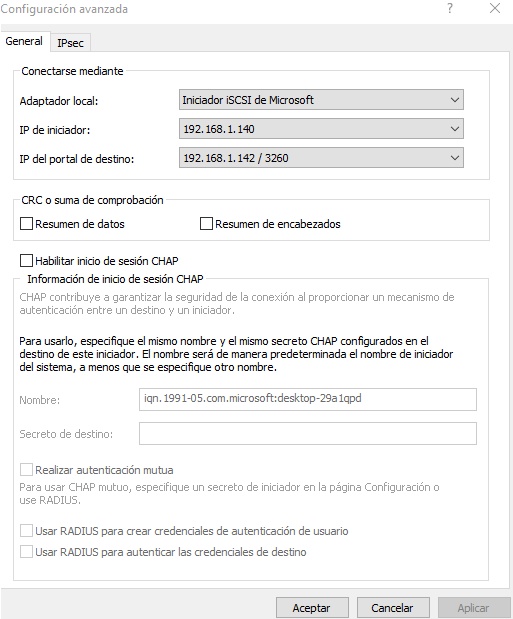 Configuración avanzada
?
General
IPsec
Conectarse mediante
Adaptador local:
Iniciador iSCSI de Microsoft
IP de iniciador:
192.168.1.140
IP del portal de destino:
192.168.1.142 / 3260
CRC o suma de comprobación
Resumen de datos
Resumen de encabezados
Habilitar inicio de sesión CHAP
Información de inicio de sesión CHAP
CHAP contribuye a garantizar la seguridad de la conexión al proporcionar un mecanismo de
autenticación entre un destino y un iniciador.
Para usarlo, especifique el mismo nombre y el mismo secreto CHAP configurados en el
destino de este iniciador. El nombre será de manera predeterminada el nombre de iniciador
del sistema, a menos que se especifique otro nombre.
Nombre:
iqn.1991-05.com.microsoft:desktop-29a1qpd
Secreto de destino:
Realizar autenticación mutua
Para usar CHAP mutuo, especifique un secreto de iniciador en la página Configuración o
use RADIUS.
Usar RADIUS para crear credenciales de autenticación de usuario
Usar RADIUS para autenticar las credenciales de destino
Aceptar
Cancelar
Aplicar